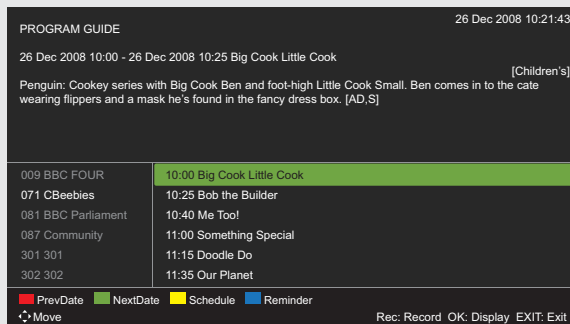 PROGRAM GUIDE
26 Dec 2008 10:21:43
26 Dec 2008 10:00 - 26 Dec 2008 10:25 Big Cook Little Cook
[Children's]
Penguin: Cookey series with Big Cook Ben and foot-high Little Cook Small. Ben comes in to the cate
wearing flippers and a mask he's found in the fancy dress box. [AD,S]
009 BBC FOUR 10:00 Big Cook Little Cook
071 CBeebies 10:25 Bob the Builder
081 BBC Parliament 10:40 Me Too!
087 Community 11:00 Something Special
301 301 11:15 Doodle Do
302 302 11:35 Our Planet
PrevDate NextDate Schedule Reminder
Move Rec: Record OK: Display EXIT: Exit